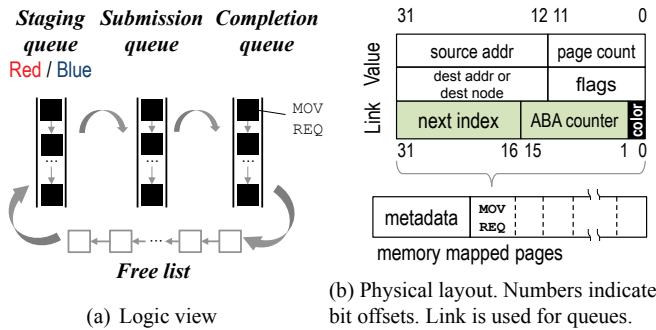 Staging queue
Submission queue
Completion queue
Red / Blue
MOV
REQ
...
...
...
...
Free list
(a) Logic view
31 12 11 0
Value
source addr page count
dest addr or
dest node
flags
Link
next index ABA counter color
31 16 15 1 0
metadata
MOV
REQ
memory mapped pages
(b) Physical layout. Numbers indicate
bit offsets. Link is used for queues.